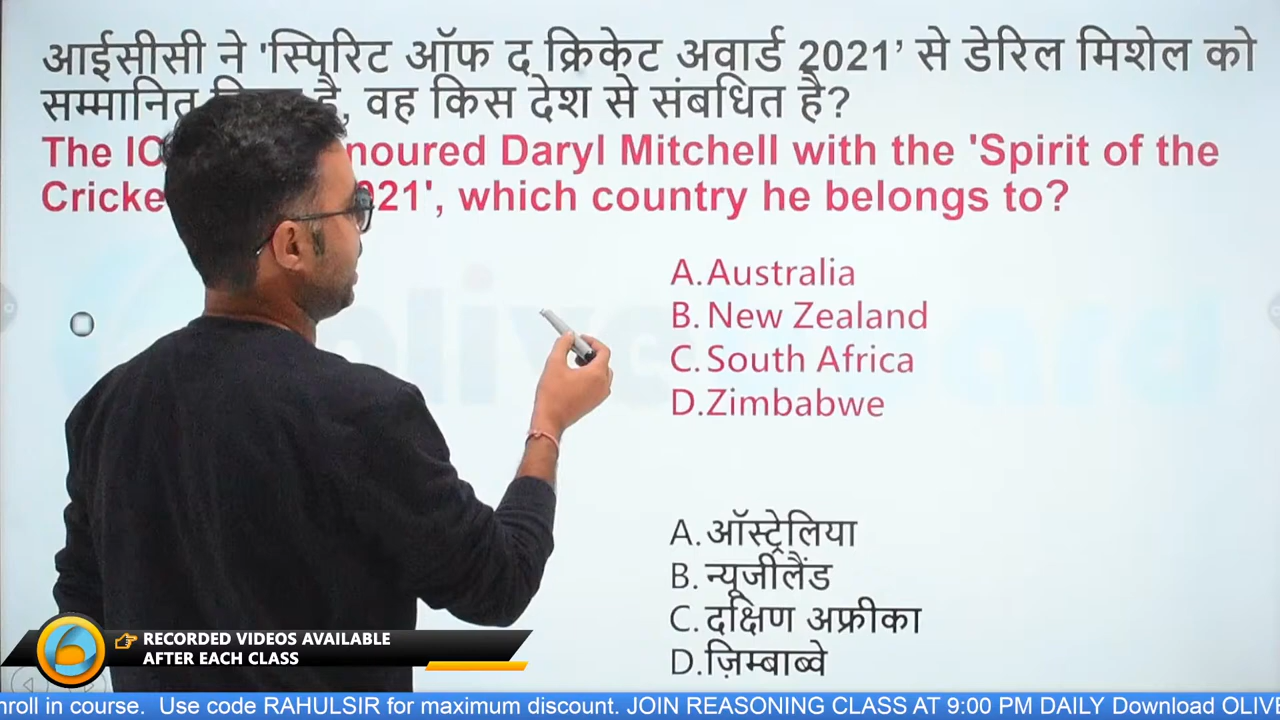 आईसीसी ने 'स्पिरिट ऑफ द क्रिकेट अवार्ड 2021’ से डेरिल मिशेल को
सम्मानित है, वह किस देश से संबधित है?
The IC noured Daryl Mitchell with the 'Spirit of the
Cricke 021', which country he belongs to?
A. Australia
B. New Zealand
C. South Africa
D. Zimbabwe
A. ऑस्ट्रेलिया
B. न्यूजीलैंड
C. दक्षिण अफ्रीका
D. ज़िम्बाब्वे
RECORDED VIDEOS AVAILABLE
AFTER EACH CLASS
nroll in course. Use code RAHULSIR for maximum discount. JOIN REASONING CLASS AT 9:00 PM DAILY Download OLIVE